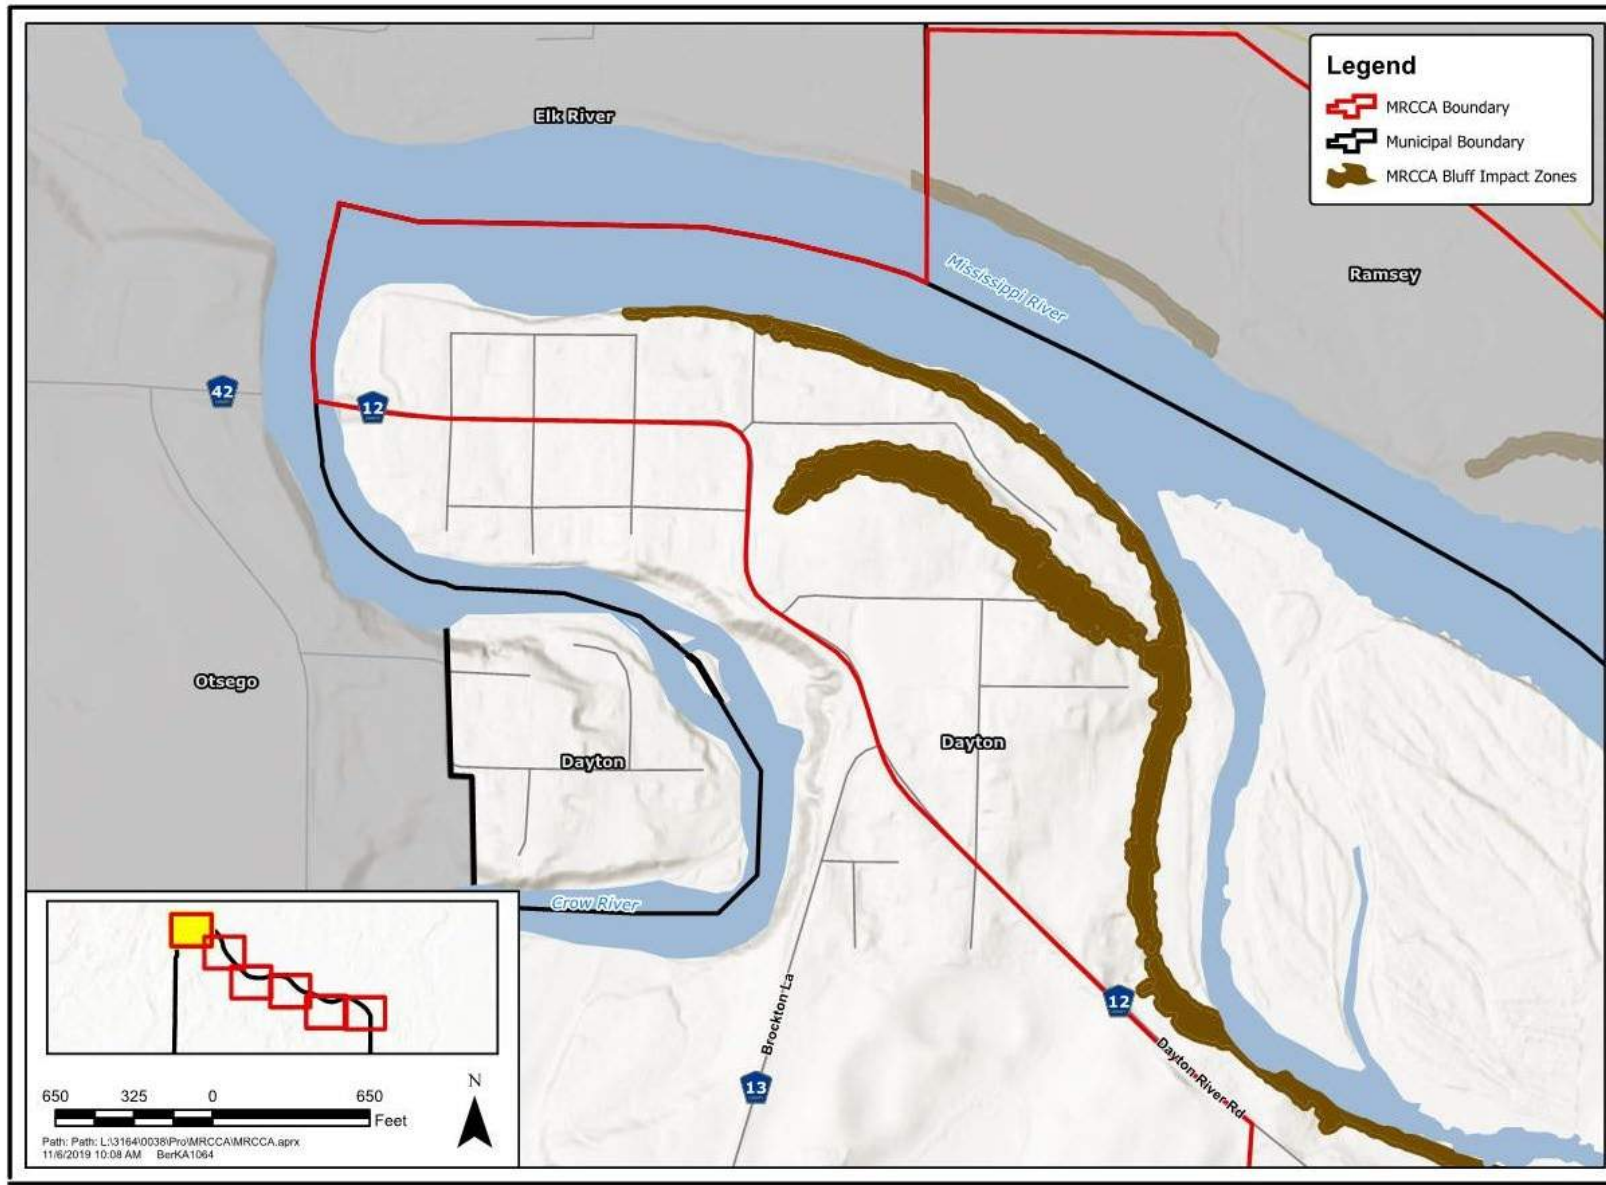 Elk River
Legend
MRCCA Boundary
Municipal Boundary
MRCCA Bluff Impact Zones
Mississippi River
Ramsey
42
12
Otsego
Dayton
Dayton
Crow River
12
Brockton La
Dayton River Rd
13
650 325 0 650
Feet
N
Path: Path: L:\3164\0038\Pro\MRCCA\MRCCA.aprx
11/6/2019 10:08 AM BerKA1064